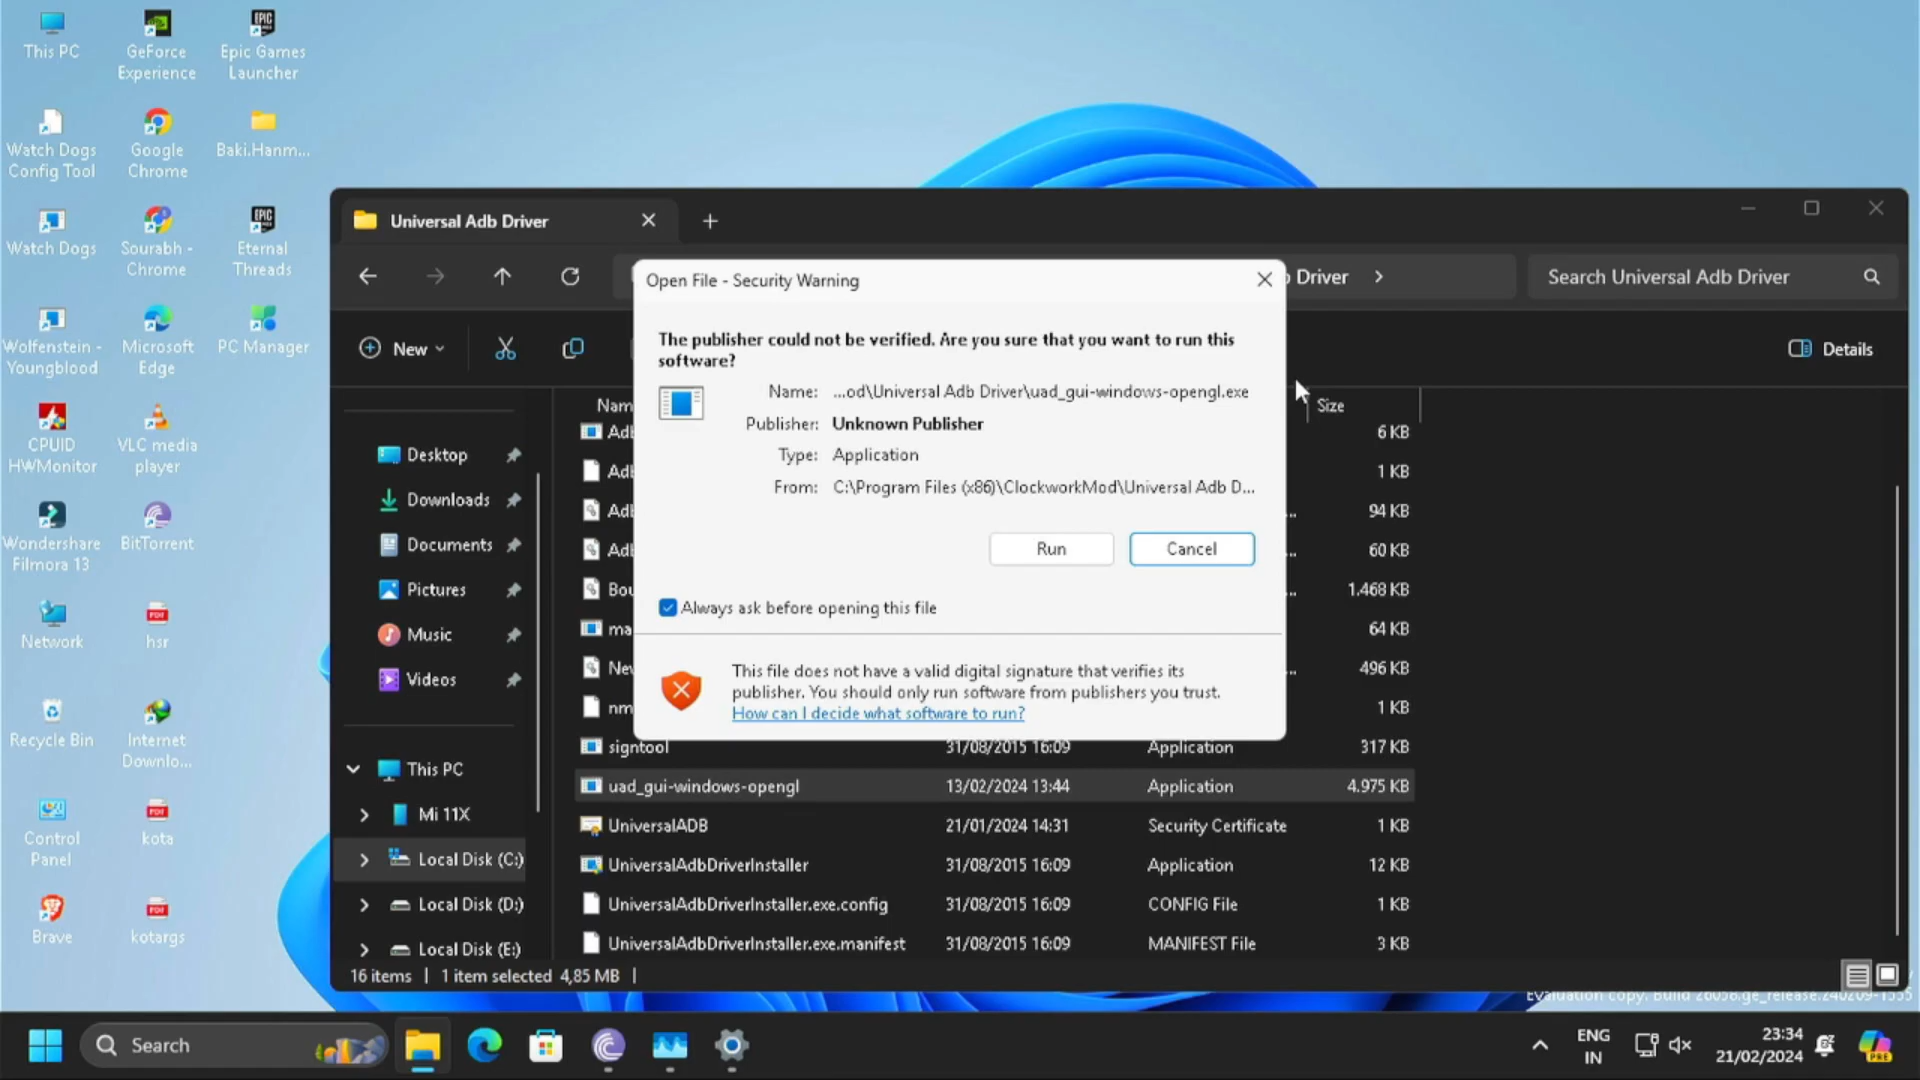 This PC
GeForce
Experience
Epic Games
Launcher
Watch Dogs
Config Tool
Google
Chrome
Baki.Hanm...
Watch Dogs
Sourabh -
Chrome
Eternal
Threads
Wolfenstein -
Youngblood
Microsoft
Edge
PC Manager
CPUID
HWMonitor
VLC media
player
Wondershare
Filmora 13
BitTorrent
Network
hsr
Recycle Bin
Internet
Downlo...
Control
Panel
kota
Brave
kotargs
Universal Adb Driver
b Driver
Search Universal Adb Driver
New
Details
Desktop
Downloads
Documents
Pictures
Music
Videos
This PC
Mi 11X
Local Disk (C:)
Local Disk (D:)
Local Disk (E:)
Nam
Size
Adb
6 KB
Adb
1 KB
Adb
94 KB
Adb
60 KB
Bou
1.468 KB
ma
64 KB
New
496 KB
nm
1 KB
signtool 31/08/2015 16:09 Application 317 KB
uad_gui-windows-opengl 13/02/2024 13:44 Application 4.975 KB
UniversalADB 21/01/2024 14:31 Security Certificate 1 KB
UniversalAdbDriverInstaller 31/08/2015 16:09 Application 12 KB
UniversalAdbDriverInstaller.exe.config 31/08/2015 16:09 CONFIG File 1 KB
UniversalAdbDriverInstaller.exe.manifest 31/08/2015 16:09 MANIFEST File 3 KB
16 items | 1 item selected 4,85 MB |
Open File - Security Warning
The publisher could not be verified. Are you sure that you want to run this
software?
Name: ...od\Universal Adb Driver\uad_gui-windows-opengl.exe
Publisher: Unknown Publisher
Type: Application
From: C:\Program Files (x86)\ClockworkMod\Universal Adb D...
Run
Cancel
Always ask before opening this file
This file does not have a valid digital signature that verifies its
publisher. You should only run software from publishers you trust.
How can I decide what software to run?
Evaluation copy. Build 26058.ge_release.240209-1535
Search
ENG
IN
23:34
21/02/2024
PRE